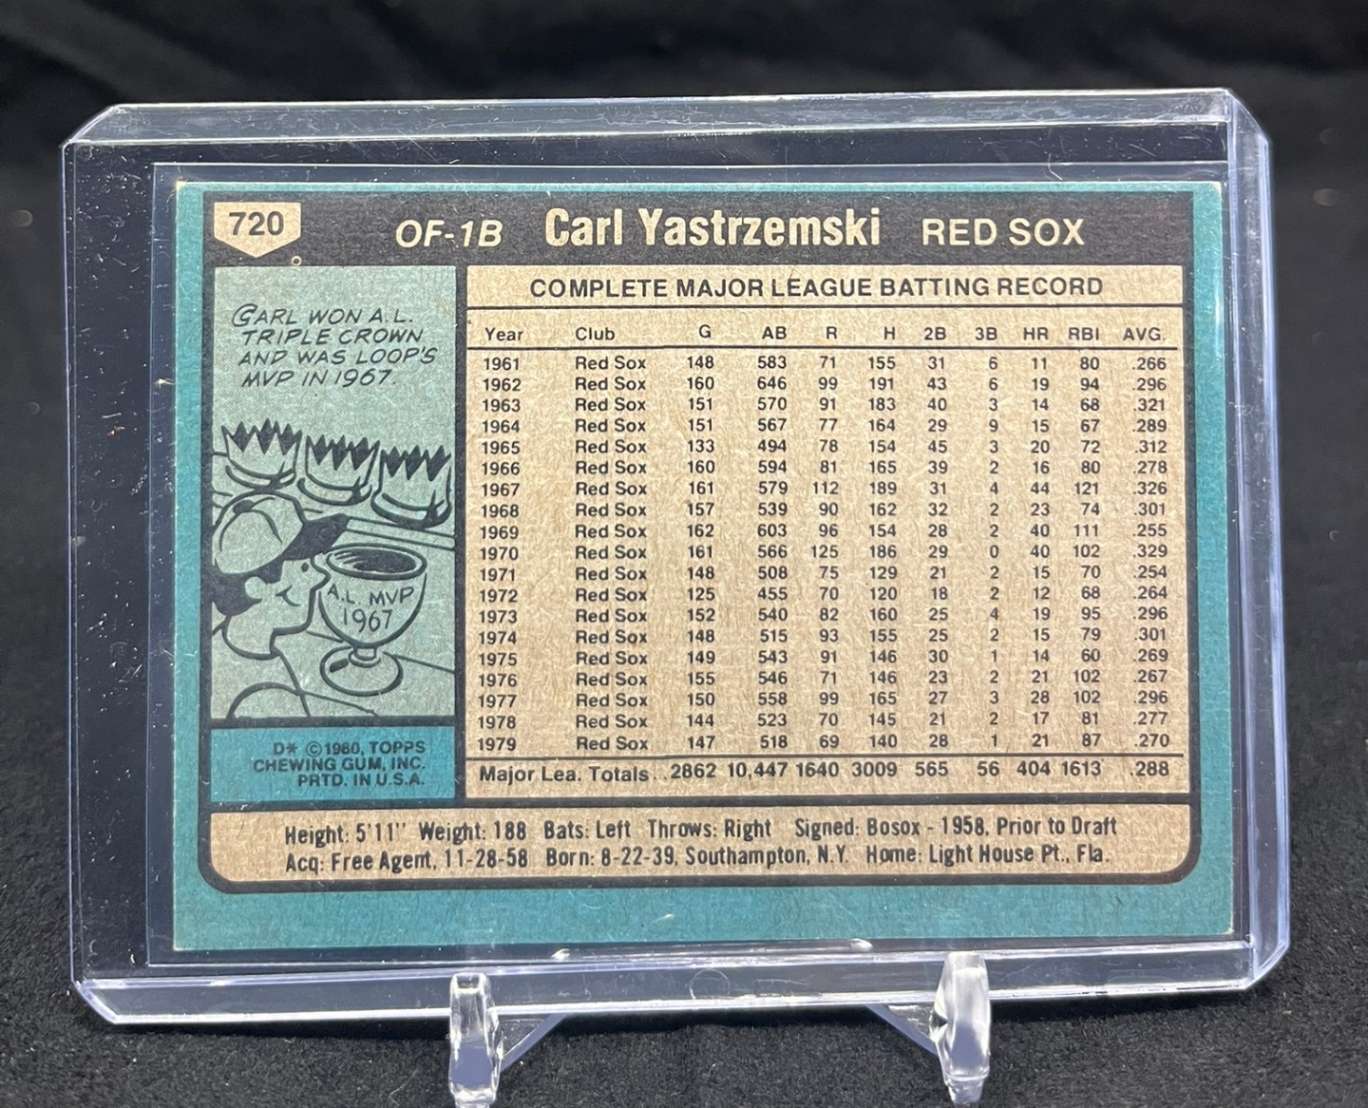 720 OF-1B Carl Yastrzemski RED SOX
CARL WON A.L.
TRIPLE CROWN
AND WAS LOOP'S
MVP IN 1967.
A.L. MVP
1967
D* © 1980, TOPPS
CHEWING GUM, INC.
PRTD. IN U.S.A.
COMPLETE MAJOR LEAGUE BATTING RECORD
Year Club G AB R H 2B 3B HR RBI AVG.
1961 Red Sox 148 583 71 155 31 6 11 80 .266
1962 Red Sox 160 646 99 191 43 6 19 94 .296
1963 Red Sox 151 570 91 183 40 3 14 68 .321
1964 Red Sox 151 567 77 164 29 9 15 67 .289
1965 Red Sox 133 494 78 154 45 3 20 72 .312
1966 Red Sox 160 594 81 165 39 2 16 80 .278
1967 Red Sox 161 579 112 189 31 4 44 121 .326
1968 Red Sox 157 539 90 162 32 2 23 74 .301
1969 Red Sox 162 603 96 154 28 2 40 111 .255
1970 Red Sox 161 566 125 186 29 0 40 102 .329
1971 Red Sox 148 508 75 129 21 2 15 70 .254
1972 Red Sox 125 455 70 120 18 2 12 68 .264
1973 Red Sox 152 540 82 160 25 4 19 95 .296
1974 Red Sox 148 515 93 155 25 2 15 79 .301
1975 Red Sox 149 543 91 146 30 1 14 60 .269
1976 Red Sox 155 546 71 146 23 2 21 102 .267
1977 Red Sox 150 558 99 165 27 3 28 102 .296
1978 Red Sox 144 523 70 145 21 2 17 81 .277
1979 Red Sox 147 518 69 140 28 1 21 87 .270
Major Lea. Totals . . 2862 10,447 1640 3009 565 56 404 1613 .288
Height: 5'11" Weight: 188 Bats: Left Throws: Right Signed: Bosox - 1958, Prior to Draft
Acq: Free Agent, 11-28-58 Born: 8-22-39, Southampton, N.Y. Home: Light House Pt., Fla.